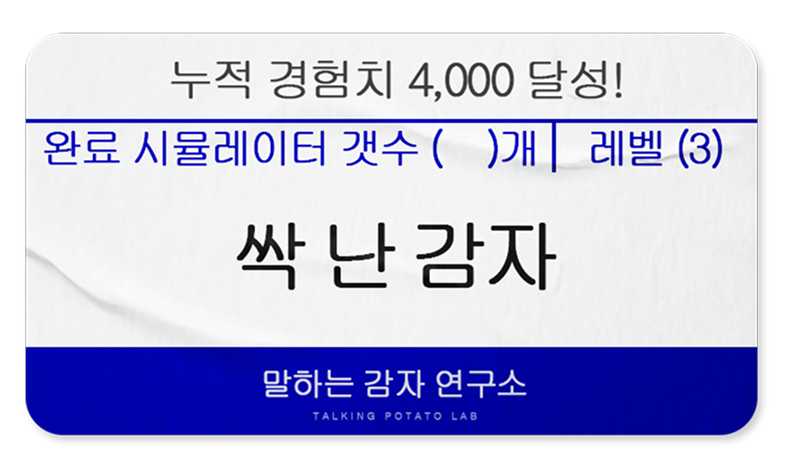 누적 경험치 4,000 달성!
완료 시뮬레이터 갯수 (    )개 | 레벨 (3)
싹 난 감자
말하는 감자 연구소
TALKING POTATO LAB